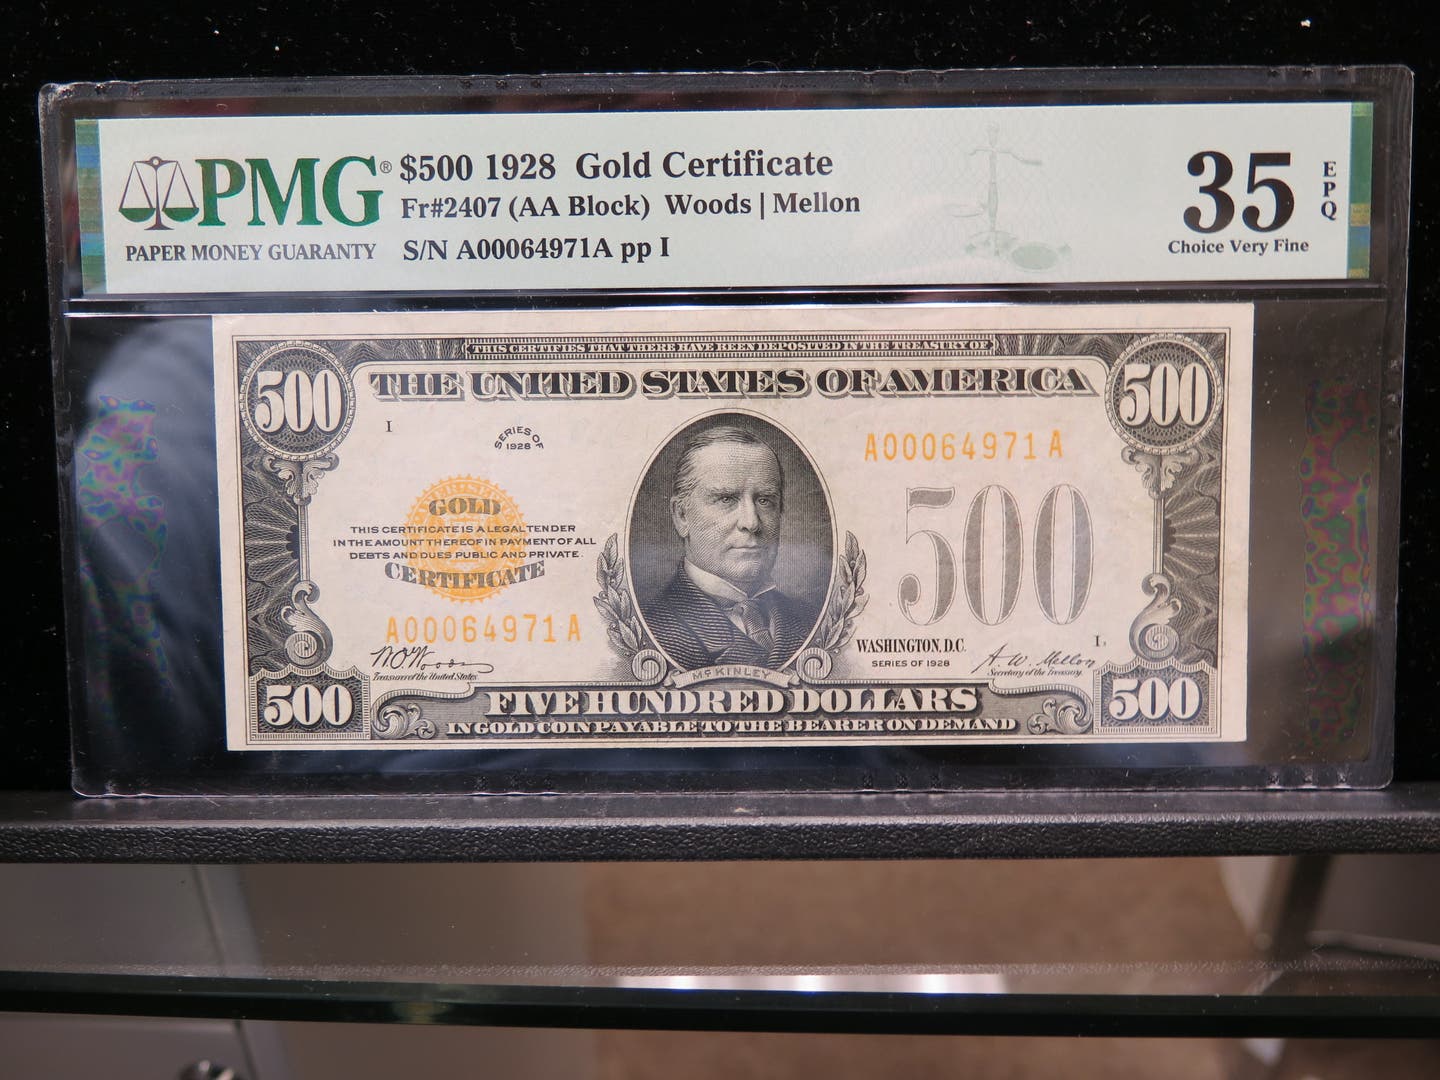 PMG®
PAPER MONEY GUARANTY
$500 1928 Gold Certificate
Fr#2407 (AA Block) Woods | Mellon
S/N A00064971A pp I
35
EPQ
Choice Very Fine
THIS CERTIFIES THAT THERE HAVE BEEN DEPOSITED IN THE TREASURY OF
500
THE UNITED STATES OF AMERICA
500
I
SERIES OF
1928
A00064971A
GOLD
THIS CERTIFICATE IS A LEGAL TENDER
IN THE AMOUNT THEREOF IN PAYMENT OF ALL
DEBTS AND DUES PUBLIC AND PRIVATE.
CERTIFICATE
500
A00064971A
WASHINGTON, D.C.
SERIES OF 1928
I
W.O. Woods
Treasurer of the United States
A. W. Mellon
Secretary of the Treasury
McKINLEY
500
FIVE HUNDRED DOLLARS
500
IN GOLD COIN PAYABLE TO THE BEARER ON DEMAND